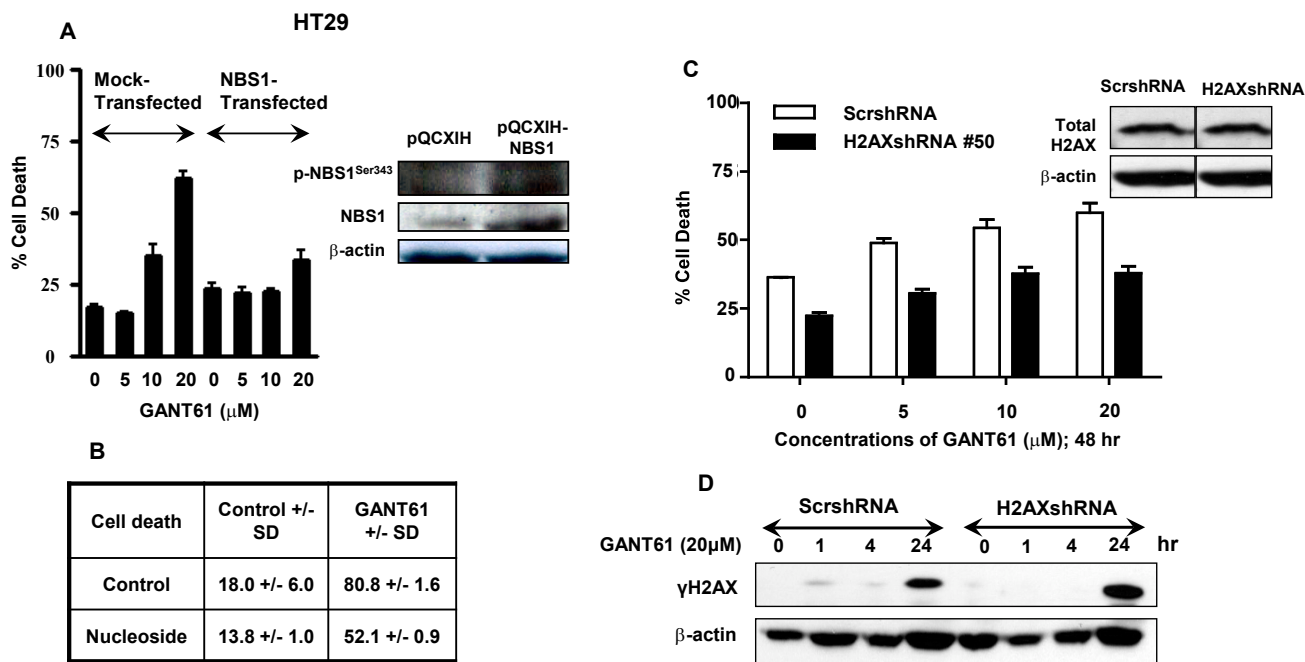 HT29
A
% Cell Death
100
75
50
25
0
Mock-
Transfected
NBS1-
Transfected
0 5 10 20 0 5 10 20
GANT61 (μM)
pQCXIH
pQCXIH-
NBS1
p-NBS1Ser343
NBS1
β-actin
B
Cell death
Control +/-
SD
GANT61
+/- SD
Control
18.0 +/- 6.0
80.8 +/- 1.6
Nucleoside
13.8 +/- 1.0
52.1 +/- 0.9
C
% Cell Death
100
75
50
25
0
ScrshRNA
H2AXshRNA #50
0 5 10 20
Concentrations of GANT61 (μM); 48 hr
ScrshRNA
H2AXshRNA
Total
H2AX
β-actin
D
ScrshRNA
H2AXshRNA
GANT61 (20μM) 0 1 4 24 0 1 4 24 hr
γH2AX
β-actin